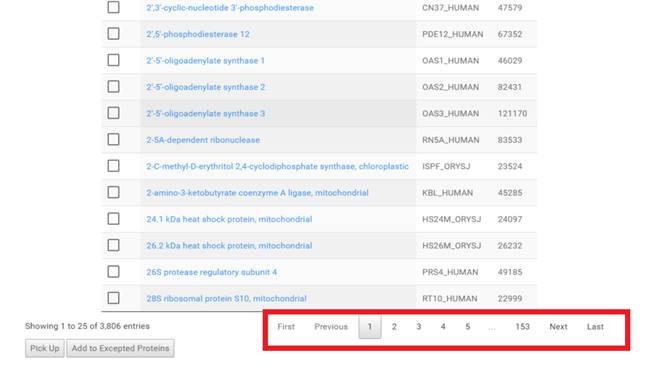 2',3'-cyclic-nucleotide 3'-phosphodiesterase CN37_HUMAN 47579
2',5'-phosphodiesterase 12 PDE12_HUMAN 67352
2'-5'-oligoadenylate synthase 1 OAS1_HUMAN 46029
2'-5'-oligoadenylate synthase 2 OAS2_HUMAN 82431
2'-5'-oligoadenylate synthase 3 OAS3_HUMAN 121170
2-5A-dependent ribonuclease RN5A_HUMAN 83533
2-C-methyl-D-erythritol 2,4-cyclodiphosphate synthase, chloroplastic ISPF_ORYSJ 23524
2-amino-3-ketobutyrate coenzyme A ligase, mitochondrial KBL_HUMAN 45285
24.1 kDa heat shock protein, mitochondrial HS24M_ORYSJ 24097
26.2 kDa heat shock protein, mitochondrial HS26M_ORYSJ 26232
26S protease regulatory subunit 4 PRS4_HUMAN 49185
28S ribosomal protein S10, mitochondrial RT10_HUMAN 22999
Showing 1 to 25 of 3,806 entries First Previous 1 2 3 4 5 ... 153 Next Last
Pick Up Add to Excepted Proteins